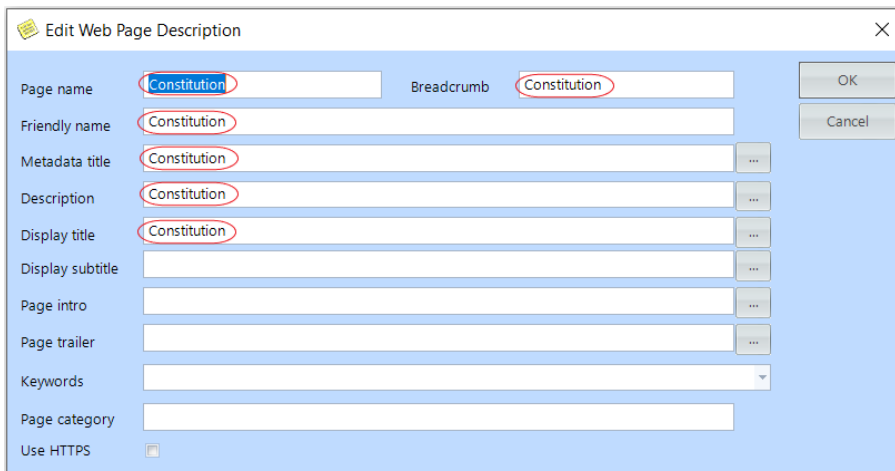 Edit Web Page Description
Page name Constitution Breadcrumb Constitution OK
Friendly name Constitution Cancel
Metadata title Constitution ...
Description Constitution ...
Display title Constitution ...
Display subtitle ...
Page intro ...
Page trailer ...
Keywords
Page category
Use HTTPS